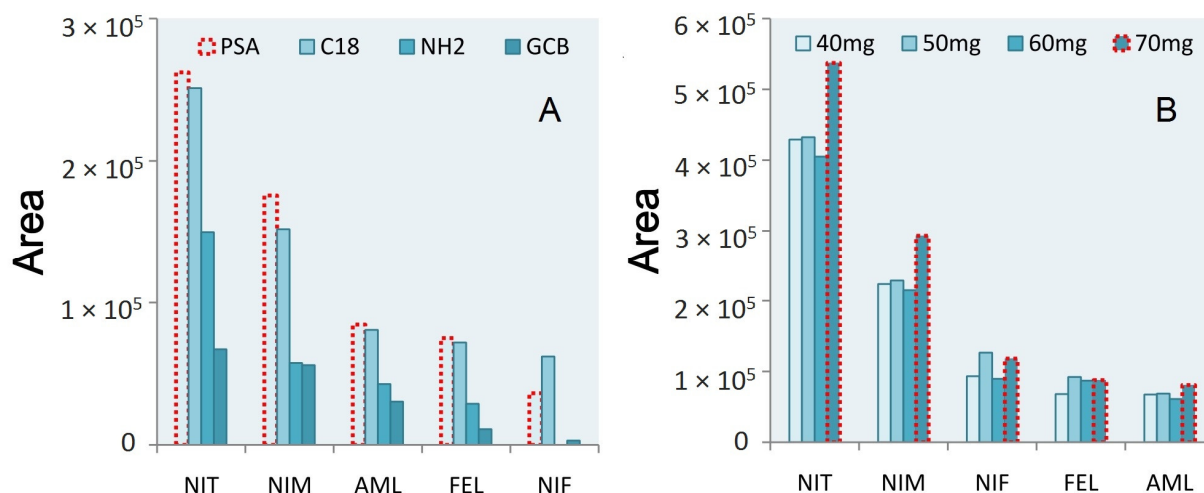 3 × 10⁵
PSA C18 NH2 GCB
A
2 × 10⁵
Area
1 × 10⁵
0
NIT NIM AML FEL NIF
6 × 10⁵
40mg 50mg 60mg 70mg
5 × 10⁵
B
4 × 10⁵
Area
3 × 10⁵
2 × 10⁵
1 × 10⁵
0
NIT NIM NIF FEL AML